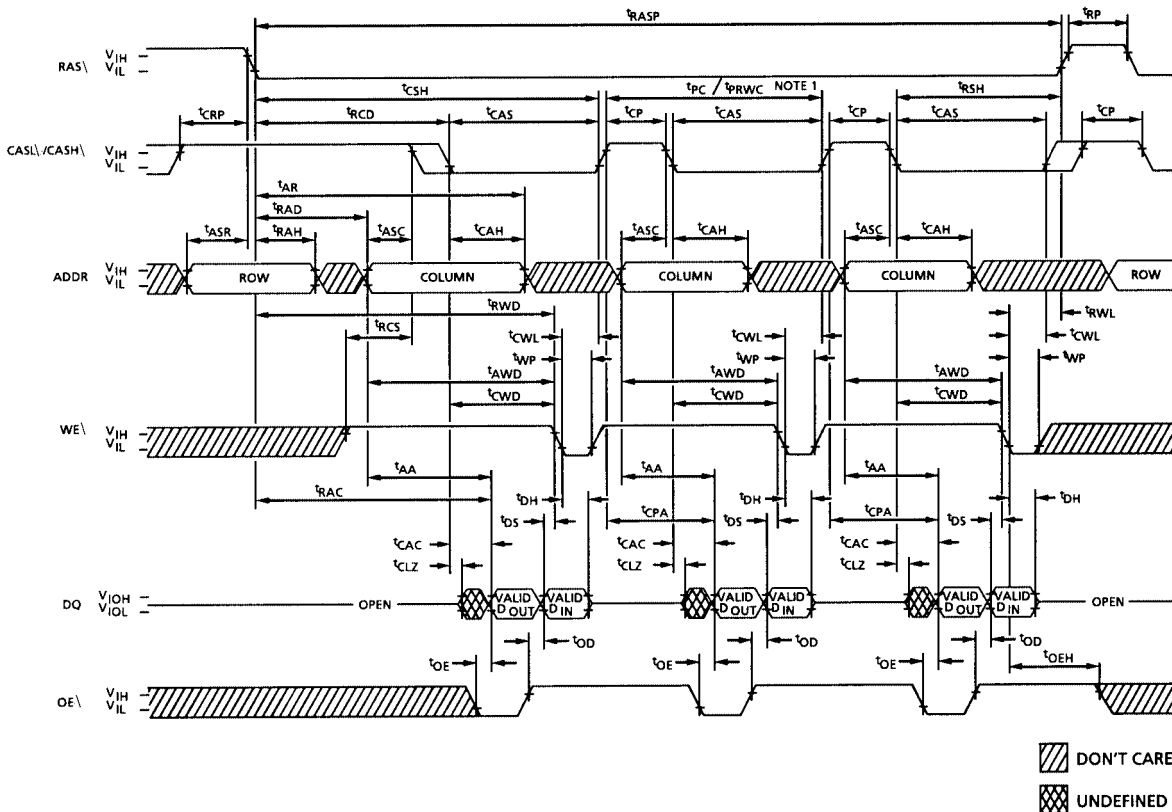 tRASP tRP
RAS\ VIH VIL
tCSH tPC / tPRWC NOTE 1 tRSH
tCRP tRCD tCAS tCP tCAS tCP tCAS tCP
CASL\/CASH\ VIH VIL
tAR
tRAD
tASR tRAH tASC tCAH tASC tCAH tASC tCAH
ADDR VIH VIL ROW COLUMN COLUMN COLUMN ROW
tRWD tRWL
tRCS tCWL tCWL tCWL
tWP tWP tWP
tAWD tAWD tAWD
tCWD tCWD tCWD
WE\ VIH VIL
tAA tAA tAA
tRAC tDH tDH tDH
tCPA tCPA
tDS tDS tDS
tCAC tCAC tCAC
tCLZ tCLZ tCLZ
DQ VIOH VIOL OPEN VALID DOUT VALID DIN VALID DOUT VALID DIN VALID DOUT VALID DIN OPEN
tOD tOD tOD
tOE tOE tOE tOEH
OE\ VIH VIL
DON'T CARE
UNDEFINED